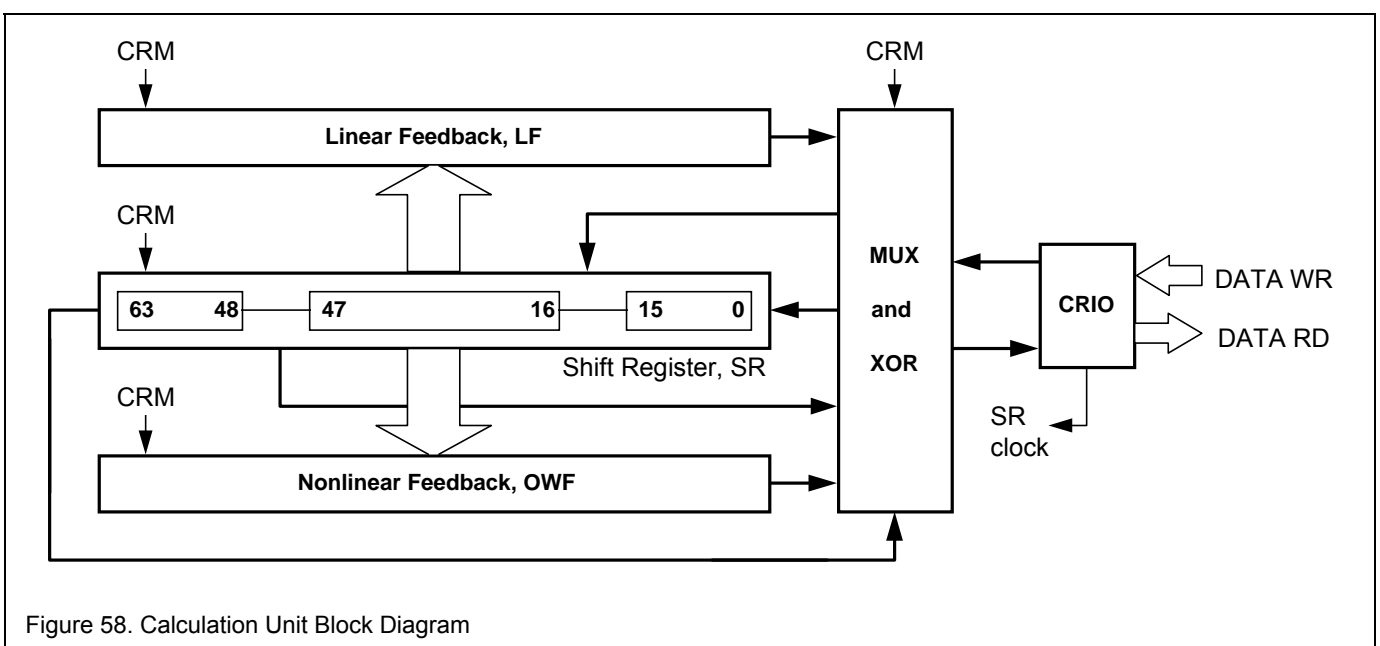 CRM
CRM
Linear Feedback, LF
CRM
63 48 47 16 15 0
Shift Register, SR
CRM
Nonlinear Feedback, OWF
MUX
and
XOR
CRIO
DATA WR
DATA RD
SR
clock
Figure 58. Calculation Unit Block Diagram